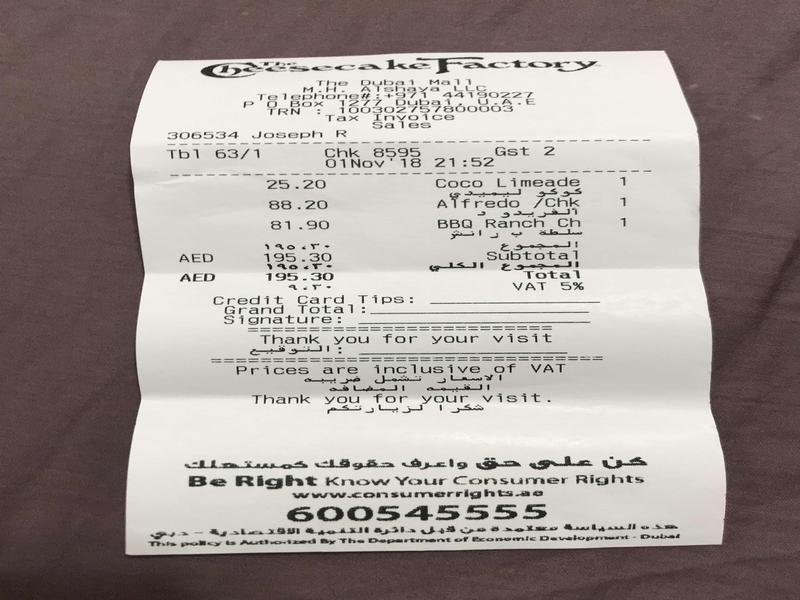 The Cheesecake Factory
The Dubai Mall
M.H. Alshaya LLC
Telephone#:+971 44190227
P O Box 1277 Dubai, U.A.E
TRN : 100302757800003
Tax Invoice
Sales
306534 Joseph R
Tbl 63/1 Chk 8595 Gst 2
01Nov'18 21:52
25.20 Coco Limeade 1
كوكو ليميدي
88.20 Alfredo /Chk 1
الفريدو د
81.90 BBQ Ranch Ch 1
سلطة ب رانش
١٩٥،٣٠ المجموع
AED 195.30 Subtotal
١٩٥،٣٠ المجموع الكلي
AED 195.30 Total
٩،٣٠ VAT 5%
Credit Card Tips:
Grand Total:
Signature:
Thank you for your visit
التوقيع:
Prices are inclusive of VAT
الاسعار تشمل ضريبه
القيمه المضافه
Thank you for your visit.
شكرا لزيارتكم
كن على حق واعرف حقوقك كمستهلك
Be Right Know Your Consumer Rights
www.consumerrights.ae
600545555
هذه السياسة معتمدة من قبل دائرة التنمية الاقتصادية - دبي
This policy is Authorized By The Department of Economic Development - Dubai